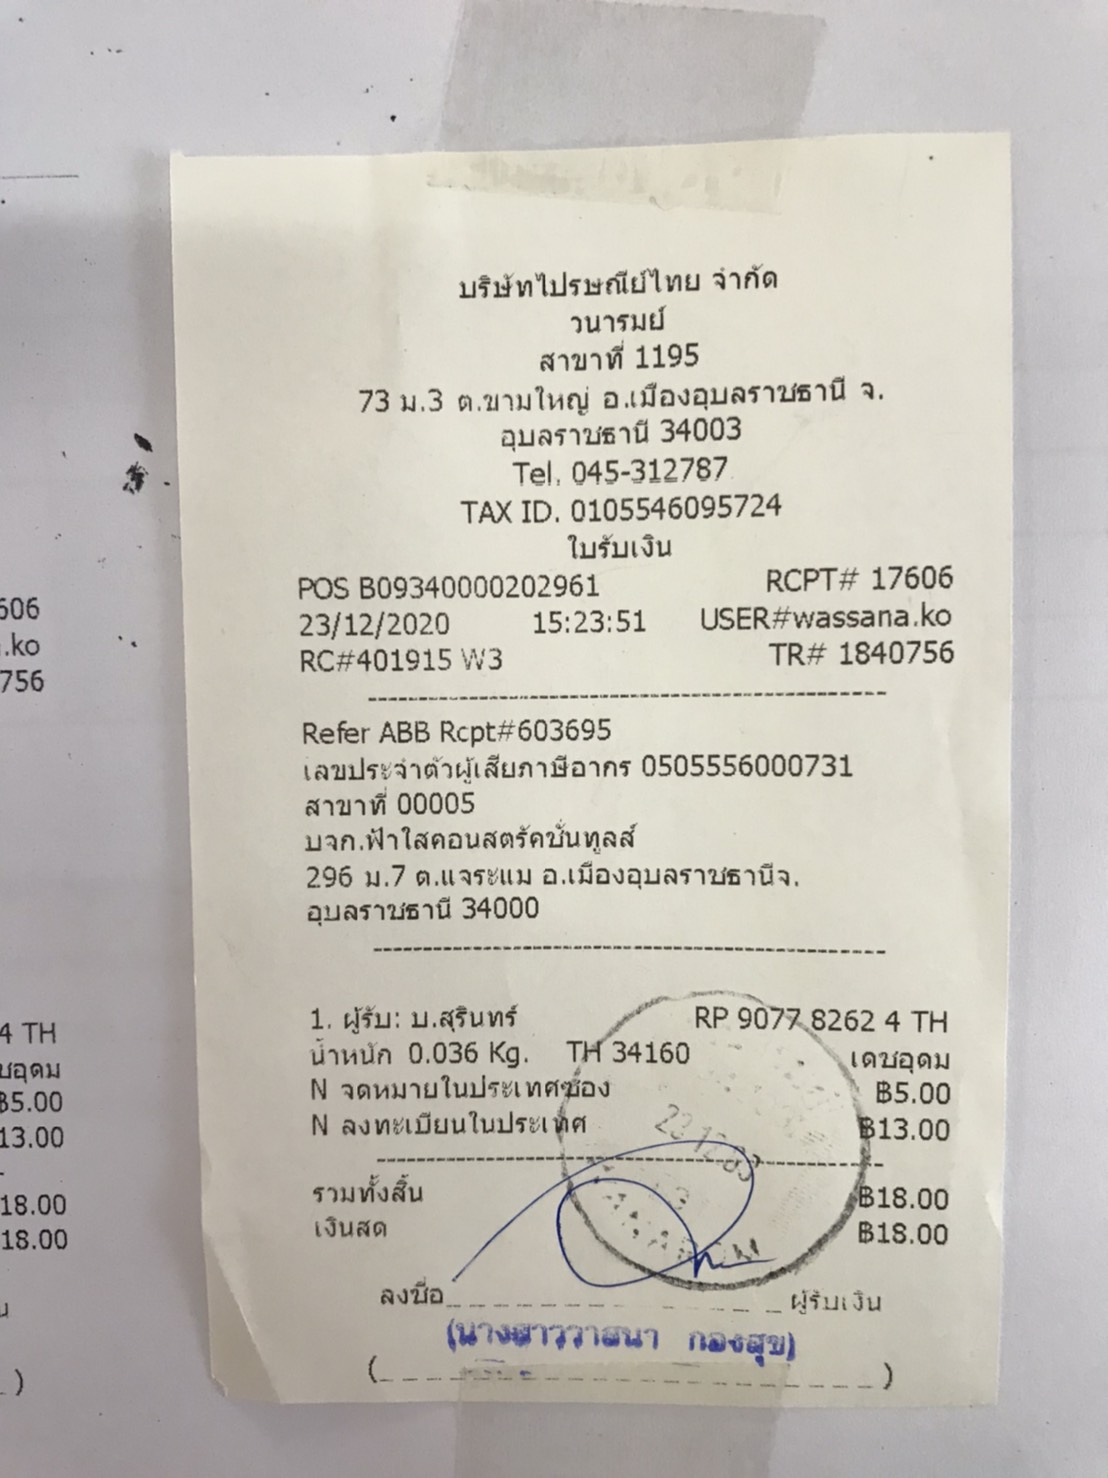 บริษัทไปรษณีย์ไทย จำกัด
วนารมย์
สาขาที่ 1195
73 ม.3 ต.ขามใหญ่ อ.เมืองอุบลราชธานี จ.
อุบลราชธานี 34003
Tel. 045-312787
TAX ID. 0105546095724
ใบรับเงิน
POS B09340000202961 RCPT# 17606
23/12/2020 15:23:51 USER#wassana.ko
RC#401915 W3 TR# 1840756
Refer ABB Rcpt#603695
เลขประจำตัวผู้เสียภาษีอากร 0505556000731
สาขาที่ 00005
บจก.ฟ้าใสคอนสตรัคชั่นทูลส์
296 ม.7 ต.แจระแม อ.เมืองอุบลราชธานีจ.
อุบลราชธานี 34000
1. ผู้รับ: บ.สุรินทร์ RP 9077 8262 4 TH
น้ำหนัก 0.036 Kg. TH 34160 เดชอุดม
N จดหมายในประเทศซอง ฿5.00
N ลงทะเบียนในประเทศ ฿13.00
รวมทั้งสิ้น ฿18.00
เงินสด ฿18.00
ลงชื่อ ผู้รับเงิน
(นางสาววาสนา กองสุข)
606
.ko
756
4 TH
ชอุดม
฿5.00
13.00
18.00
18.00